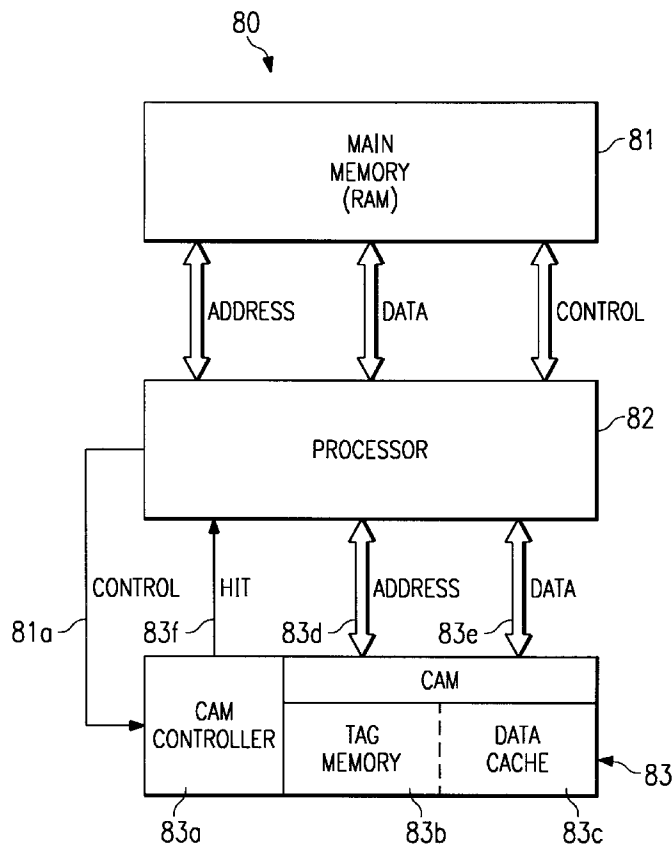 80
MAIN
MEMORY
(RAM)
81
ADDRESS
DATA
CONTROL
82
PROCESSOR
CONTROL
HIT
ADDRESS
DATA
81a
83f
83d
83e
CAM
CAM
CONTROLLER
TAG
MEMORY
DATA
CACHE
83
83a
83b
83c